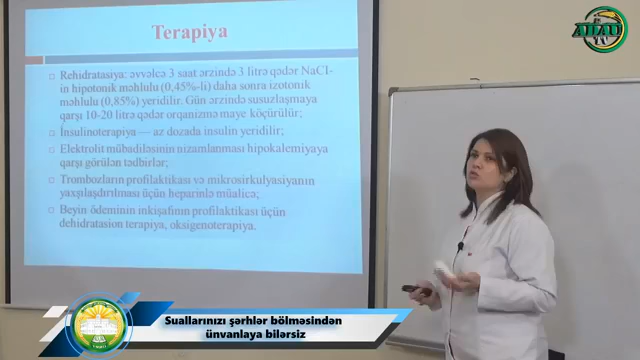 Terapiya
Rehidratasiya: əvvəlcə 3 saat ərzində 3 litrə qədər NaCI-
in hipotonik məhlulu (0,45%-li) daha sonra izotonik
məhlulu (0,85%) yeridilir. Gün ərzində susuzlaşmaya
qarşı 10-20 litrə qədər orqanizmə maye köçürülür;
İnsulinoterapiya — az dozada insulin yeridilir;
Elektrolit mübadiləsinin nizamlanması hipokalemiyaya
qarşı görülən tədbirlər;
Trombozların profilaktikası və mikrosirkulyasiyanın
yaxşılaşdırılması üçün heparinlə müalicə;
Beyin ödeminin inkişafının profilaktikası üçün
dehidratasion terapiya, oksigenoterapiya.
ADAU
TV
Suallarınızı şərhlər bölməsindən
ünvanlaya bilərsiz